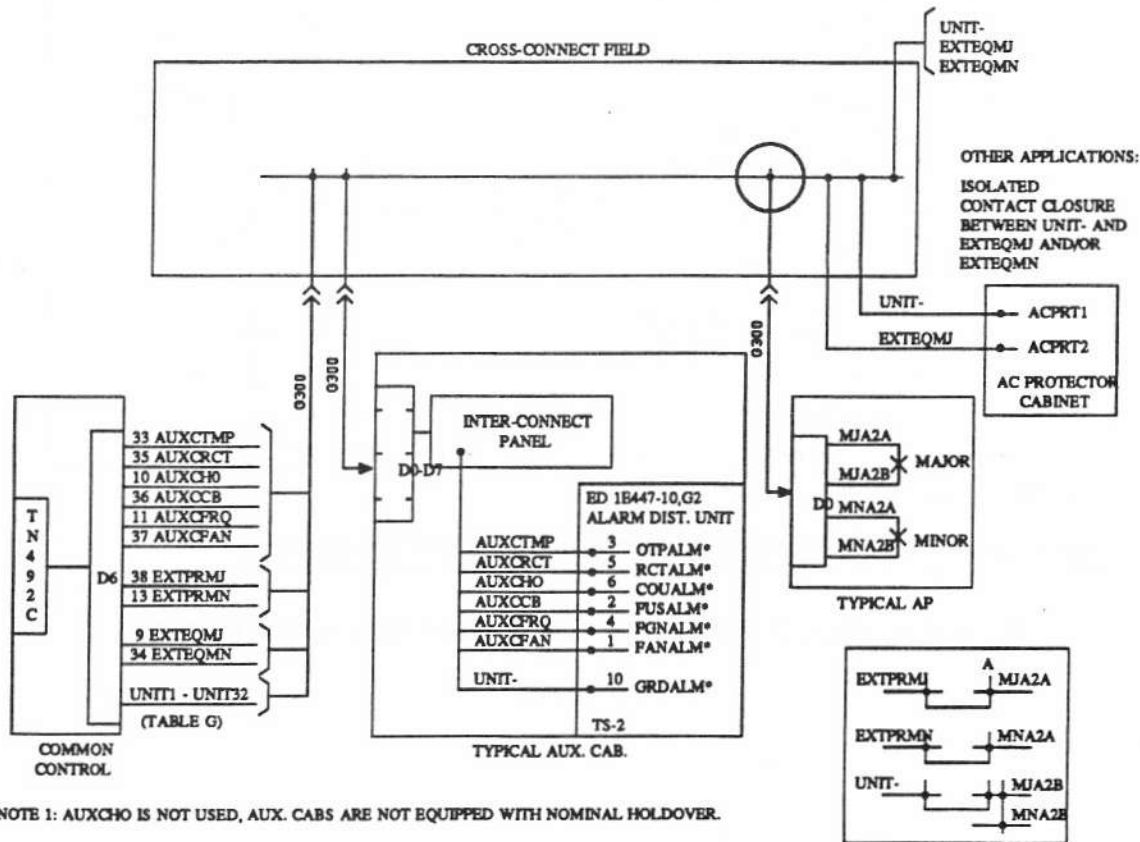 CROSS-CONNECT FIELD
UNIT-
EXTEQMJ
EXTEQMN
OTHER APPLICATIONS:
ISOLATED
CONTACT CLOSURE
BETWEEN UNIT- AND
EXTEQMJ AND/OR
EXTEQMN
UNIT-
ACPRT1
EXTEQMJ
ACPRT2
AC PROTECTOR
CABINET
0300
0300
0300
TN492C
D6
33 AUXCTMP
35 AUXCRCT
10 AUXCH0
36 AUXCCB
11 AUXCFRQ
37 AUXCFAN
38 EXTPRMJ
13 EXTPRMN
9 EXTEQMJ
34 EXTEQMN
UNIT1 - UNIT32
(TABLE G)
COMMON
CONTROL
D0-D7
INTER-CONNECT
PANEL
ED 1E447-10,G2
ALARM DIST. UNIT
AUXCTMP 3 OTPALM*
AUXCRCT 5 RCTALM*
AUXCHO 6 COUALM*
AUXCCB 2 FUSALM*
AUXCFRQ 4 FGNALM*
AUXCFAN 1 FANALM*
UNIT- 10 GRDALM*
TS-2
TYPICAL AUX. CAB.
D0
MJA2A
MJA2B
MAJOR
MNA2A
MNA2B
MINOR
TYPICAL AP
A
EXTPRMJ MJA2A
EXTPRMN MNA2A
UNIT- MJA2B
MNA2B
NOTE 1: AUXCHO IS NOT USED, AUX. CABS ARE NOT EQUIPPED WITH NOMINAL HOLDOVER.